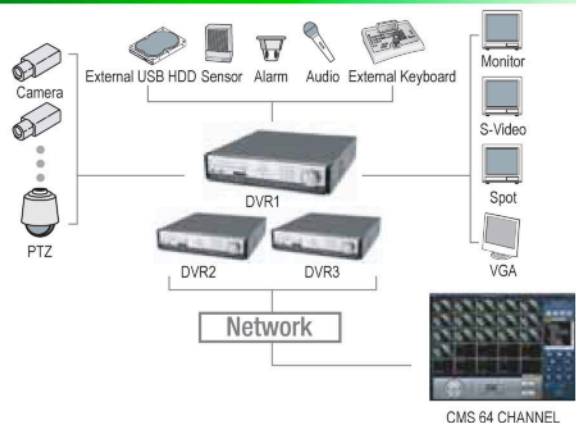 External USB HDD Sensor Alarm Audio External Keyboard
Camera
PTZ
Monitor
S-Video
Spot
VGA
DVR1
DVR2 DVR3
Network
CMS 64 CHANNEL